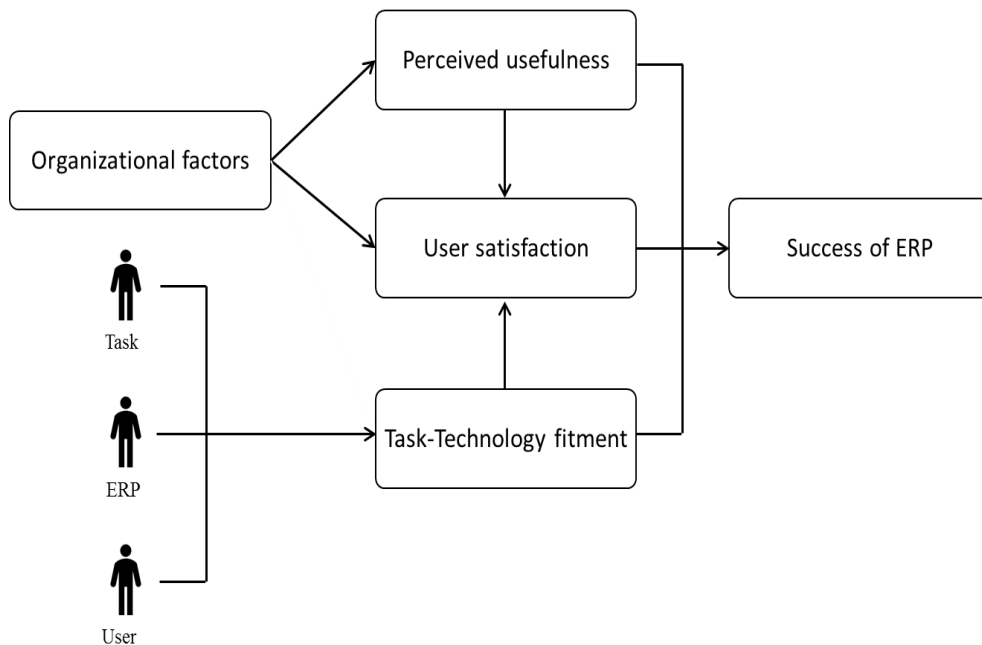 Perceived usefulness
Organizational factors
User satisfaction
Success of ERP
Task
Task-Technology fitment
ERP
User